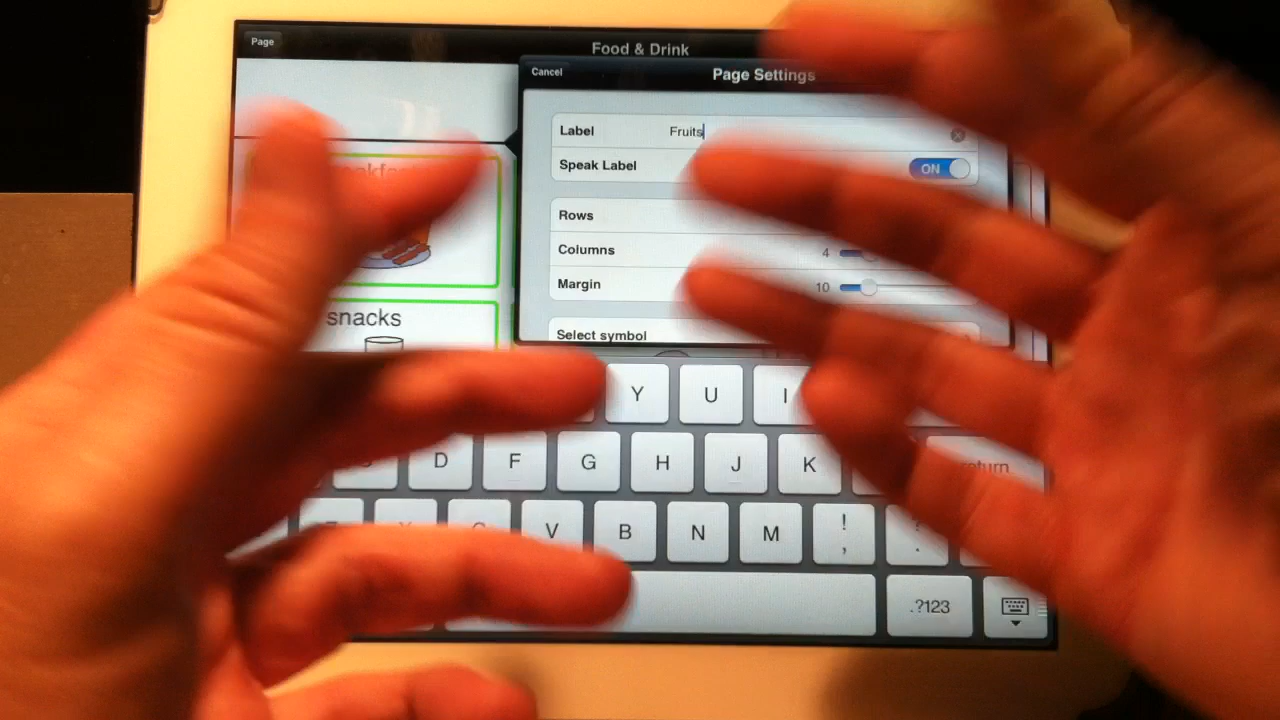 Page
Food & Drink
Cancel
Page Settings
Label Fruits
Speak Label ON
Rows
Columns 4
Margin 10
Select symbol
snacks
Y U I
D F G H J K
return
V B N M ! ,
? .
.?123